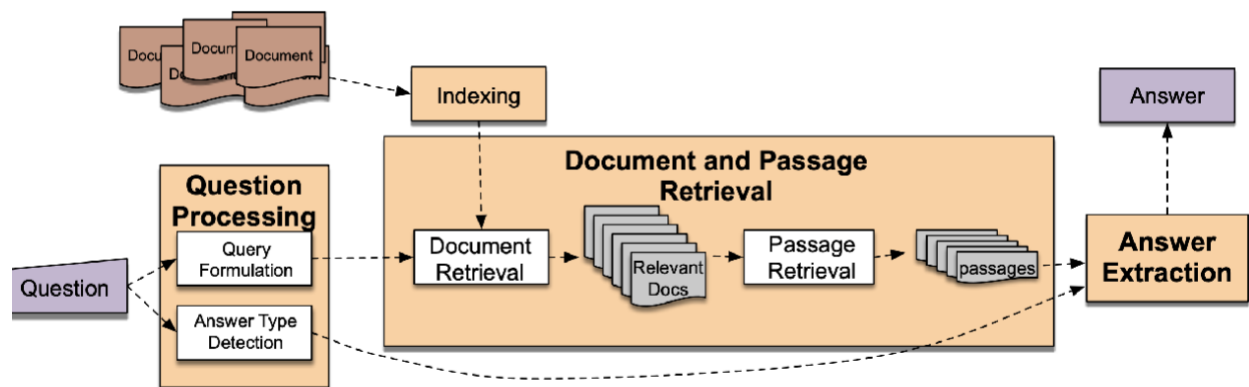 Document
Indexing
Answer
Document and Passage
Retrieval
Question
Processing
Query
Formulation
Document
Retrieval
Relevant
Docs
Passage
Retrieval
passages
Answer
Extraction
Question
Answer Type
Detection